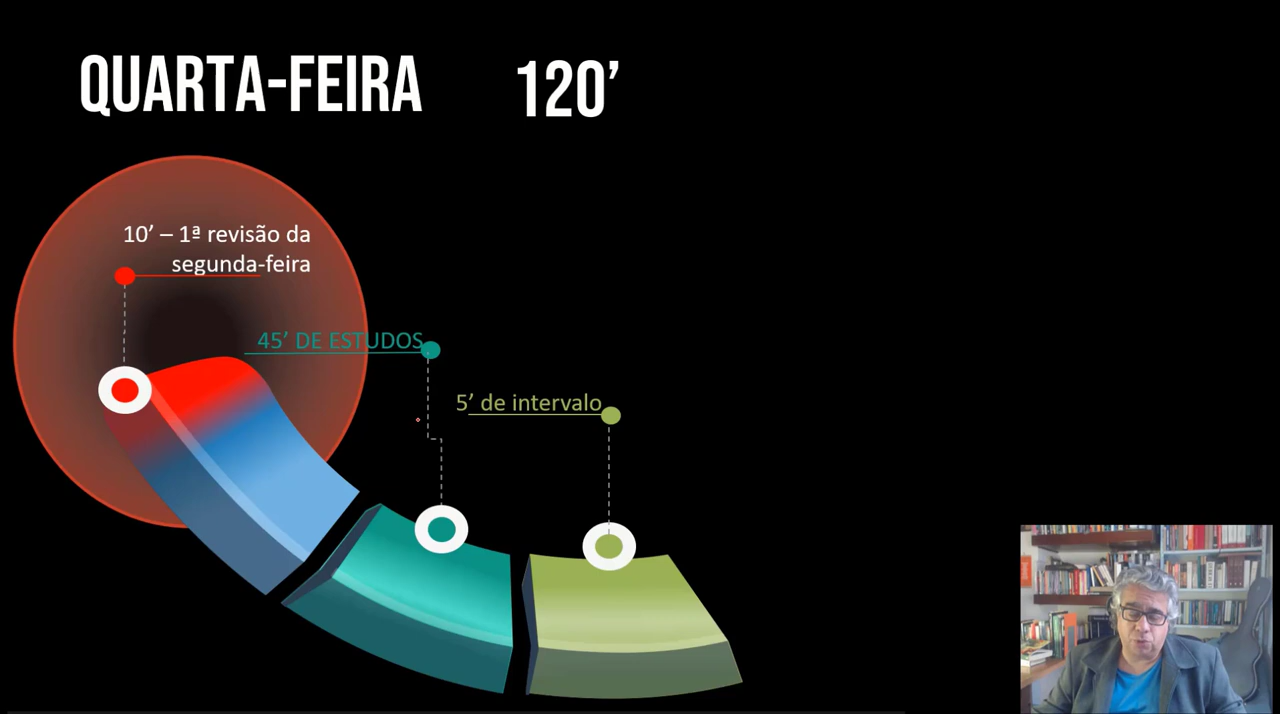 QUARTA-FEIRA 120’
10’ – 1ª revisão da
segunda-feira
45’ DE ESTUDOS
5’ de intervalo